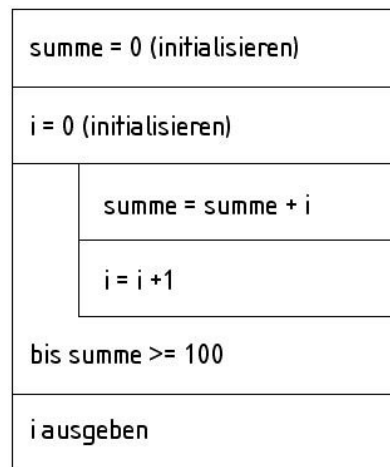 summe = 0 (initialisieren)
i = 0 (initialisieren)
summe = summe + i
i = i +1
bis summe >= 100
i ausgeben